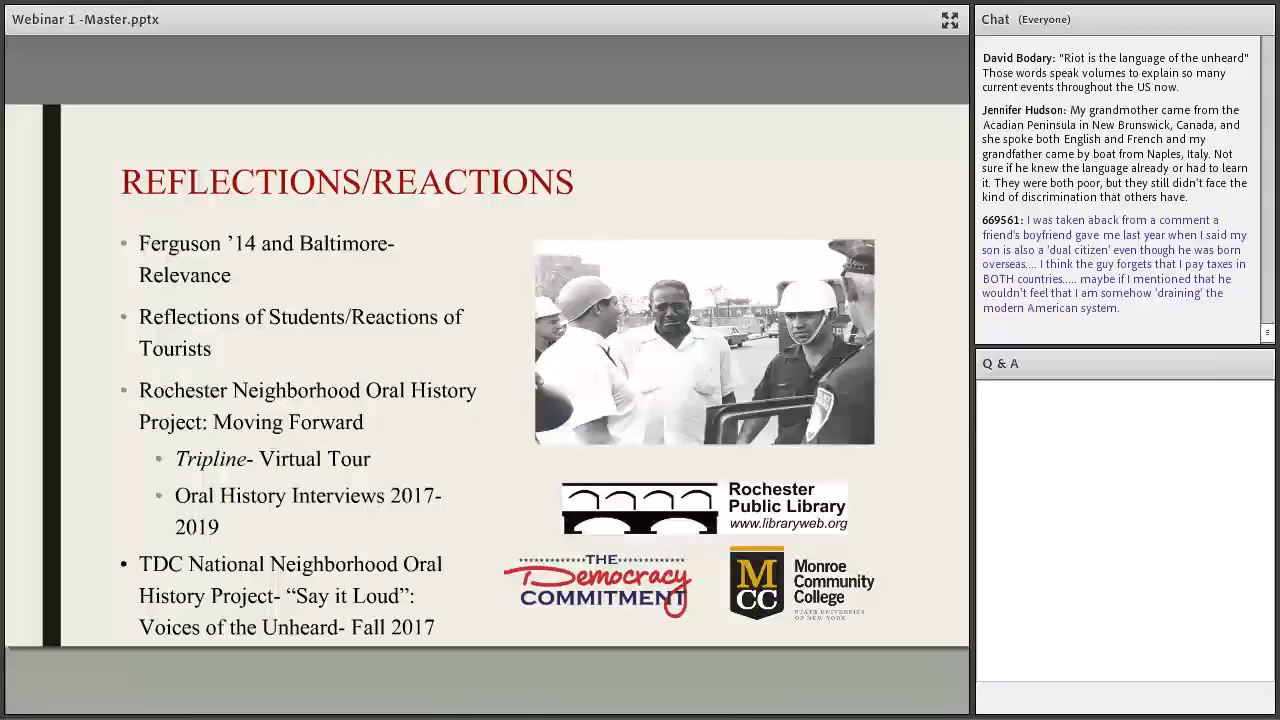 Webinar 1 -Master.pptx
REFLECTIONS/REACTIONS
• Ferguson ’14 and Baltimore-
Relevance
• Reflections of Students/Reactions of
Tourists
• Rochester Neighborhood Oral History
Project: Moving Forward
• Tripline- Virtual Tour
• Oral History Interviews 2017-
2019
• TDC National Neighborhood Oral
History Project- “Say it Loud”:
Voices of the Unheard- Fall 2017
Rochester
Public Library
www.libraryweb.org
THE
Democracy
COMMITMENT
MCC
Monroe
Community
College
STATE UNIVERSITY
OF NEW YORK
Chat (Everyone)
David Bodary: "Riot is the language of the unheard"
Those words speak volumes to explain so many
current events throughout the US now.
Jennifer Hudson: My grandmother came from the
Acadian Peninsula in New Brunswick, Canada, and
she spoke both English and French and my
grandfather came by boat from Naples, Italy. Not
sure if he knew the language already or had to learn
it. They were both poor, but they still didn't face the
kind of discrimination that others have.
669561: I was taken aback from a comment a
friend's boyfriend gave me last year when I said my
son is also a 'dual citizen' even though he was born
overseas.... I think the guy forgets that I pay taxes in
BOTH countries..... maybe if I mentioned that he
wouldn't feel that I am somehow 'draining' the
modern American system.
Q & A